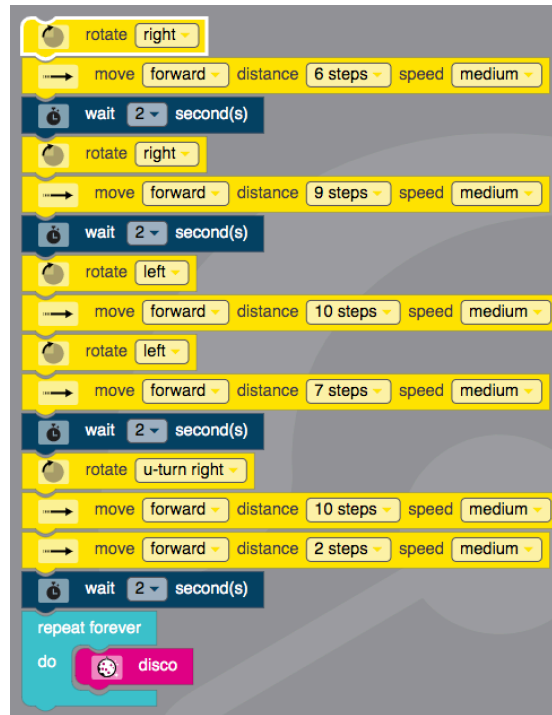 rotate right
move forward distance 6 steps speed medium
wait 2 second(s)
rotate right
move forward distance 9 steps speed medium
wait 2 second(s)
rotate left
move forward distance 10 steps speed medium
rotate left
move forward distance 7 steps speed medium
wait 2 second(s)
rotate u-turn right
move forward distance 10 steps speed medium
move forward distance 2 steps speed medium
wait 2 second(s)
repeat forever
do disco